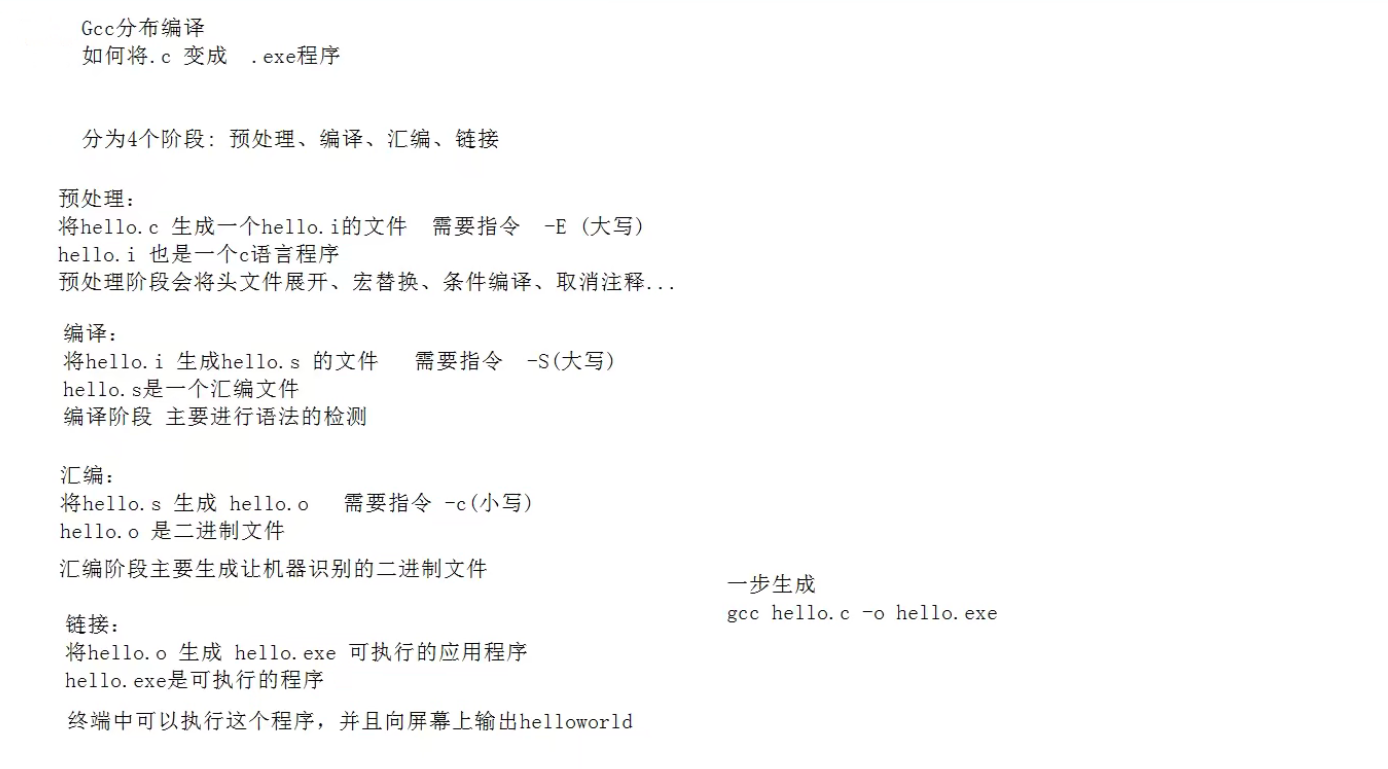 Gcc分布编译
如何将.c 变成 .exe程序
分为4个阶段: 预处理、编译、汇编、链接
预处理:
将hello.c 生成一个hello.i的文件 需要指令 -E (大写)
hello.i 也是一个c语言程序
预处理阶段会将头文件展开、宏替换、条件编译、取消注释...
编译:
将hello.i 生成hello.s 的文件 需要指令 -S(大写)
hello.s是一个汇编文件
编译阶段 主要进行语法的检测
汇编:
将hello.s 生成 hello.o 需要指令 -c(小写)
hello.o 是二进制文件
汇编阶段主要生成让机器识别的二进制文件
链接:
将hello.o 生成 hello.exe 可执行的应用程序
hello.exe是可执行的程序
终端中可以执行这个程序，并且向屏幕上输出helloworld
一步生成
gcc hello.c -o hello.exe